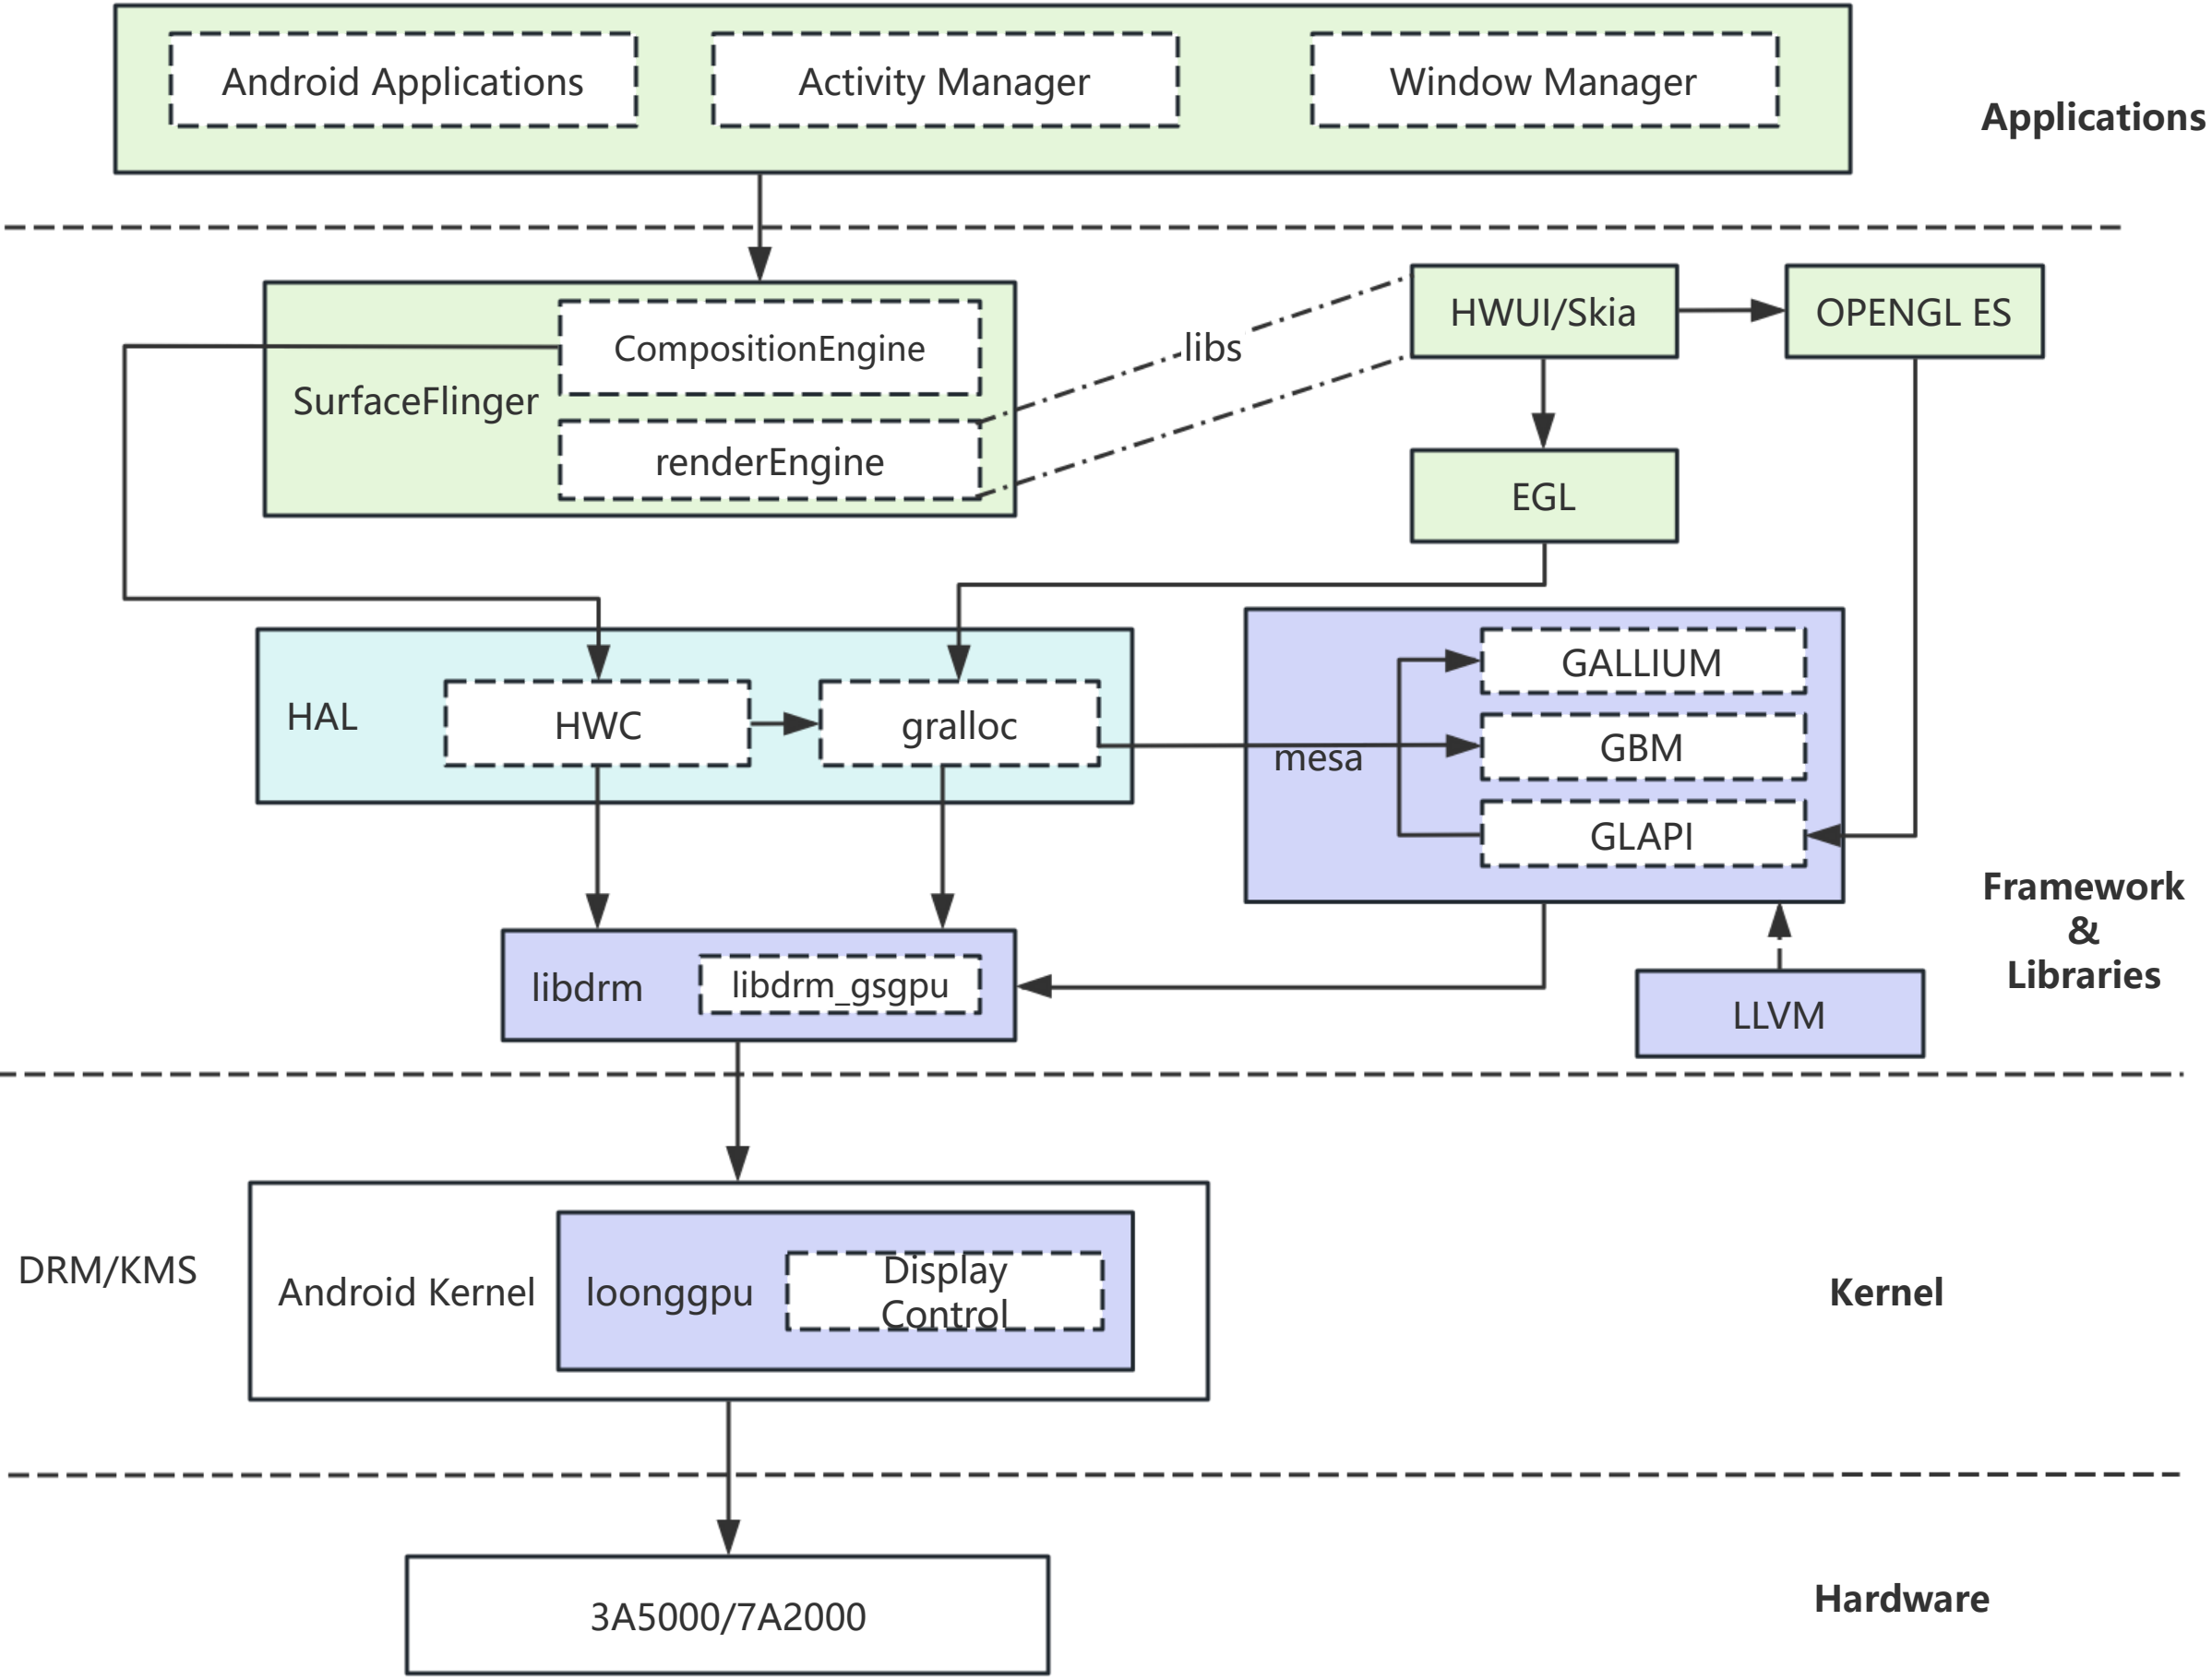 Android Applications
Activity Manager
Window Manager
Applications
CompositionEngine
SurfaceFlinger
renderEngine
libs
HWUI/Skia
OPENGL ES
EGL
HAL
HWC
gralloc
mesa
GALLIUM
GBM
GLAPI
Framework
&
Libraries
libdrm
libdrm_gsgpu
LLVM
DRM/KMS
Android Kernel
loonggpu
Display
Control
Kernel
3A5000/7A2000
Hardware